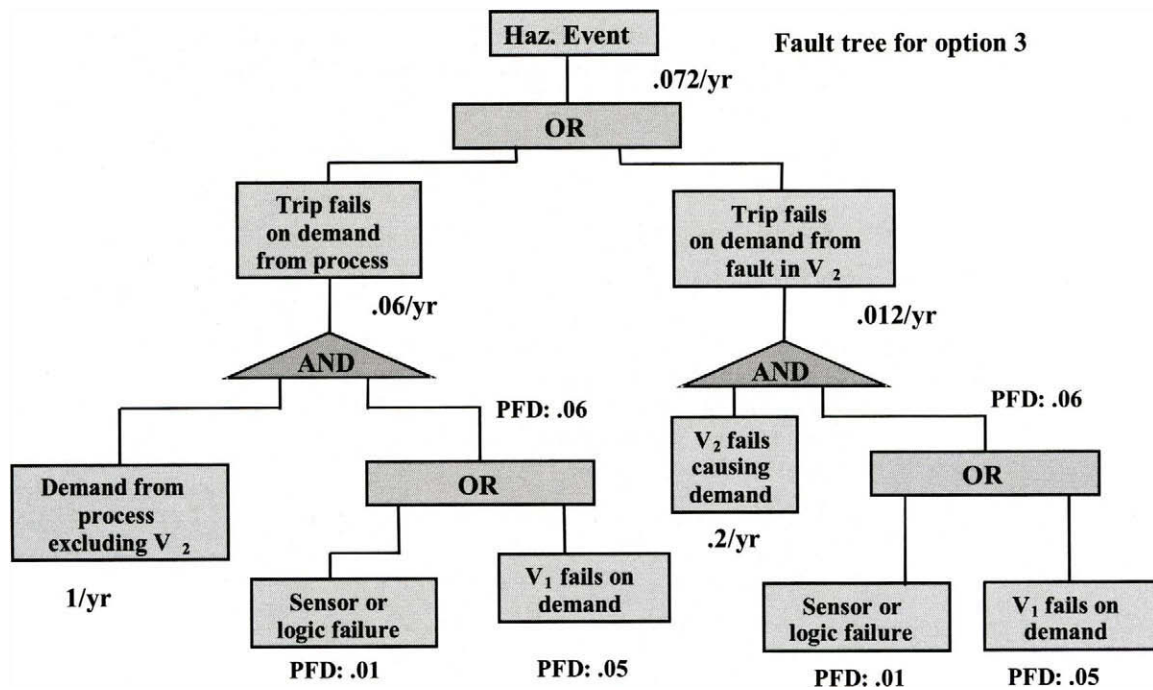 Haz. Event
Fault tree for option 3
.072/yr
OR
Trip fails
on demand
from process
Trip fails
on demand from
fault in V 2
.06/yr
.012/yr
AND
AND
PFD: .06
PFD: .06
Demand from
process
excluding V 2
OR
V2 fails
causing
demand
OR
1/yr
.2/yr
Sensor or
logic failure
V1 fails on
demand
Sensor or
logic failure
V1 fails on
demand
PFD: .01
PFD: .05
PFD: .01
PFD: .05